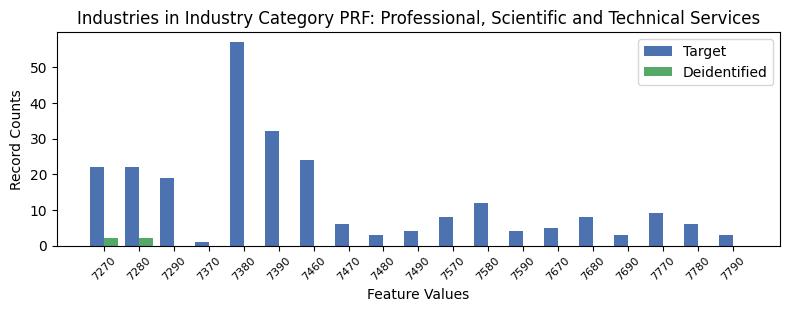 Industries in Industry Category PRF: Professional, Scientific and Technical Services
Target
Deidentified
Record Counts
50
40
30
20
10
0
7270 7280 7290 7370 7380 7390 7460 7470 7480 7490 7570 7580 7590 7670 7680 7690 7770 7780 7790
Feature Values